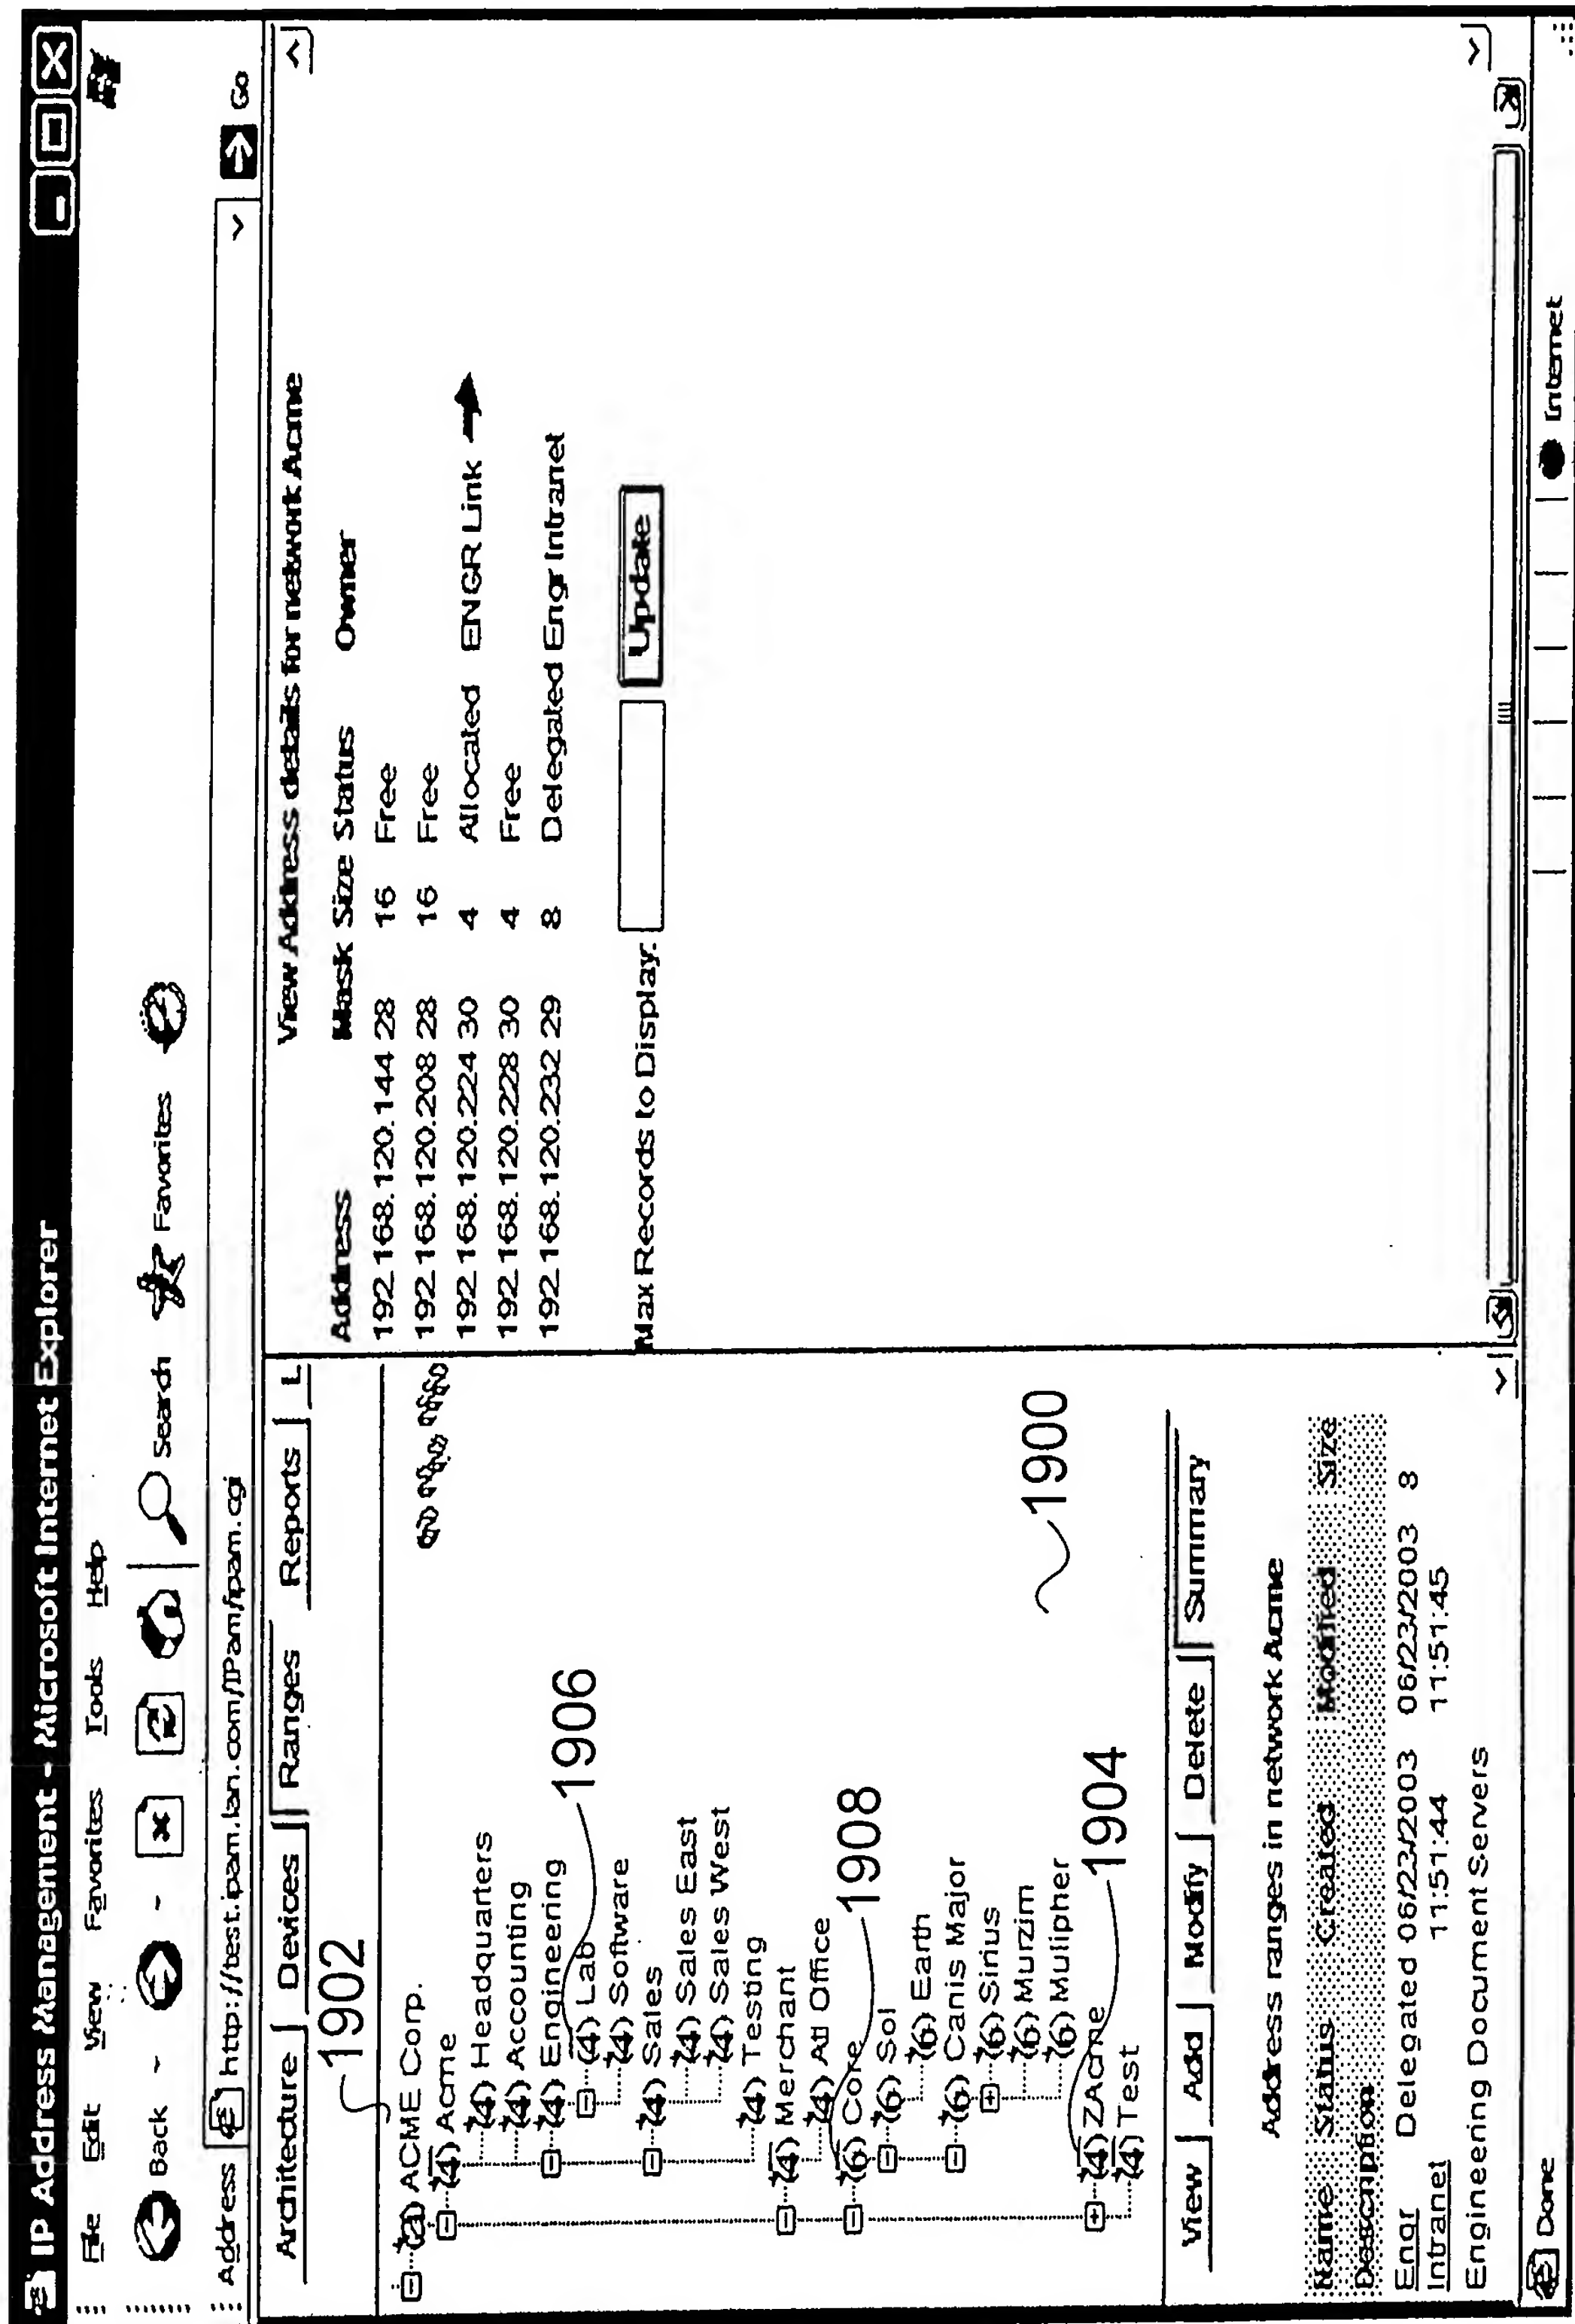 IP Address Management - Microsoft Internet Explorer
File Edit View Favorites Tools Help
Back Search Favorites
Address http://test.ipam.lan.com/IPam/ipam.cgi Go
Architecture Devices Ranges Reports L
1902
(a) ACME Corp.
(4) Acme
(4) Headquarters
(4) Accounting
(4) Engineering
(4) Lab
1906
(4) Software
(4) Sales
(4) Sales East
(4) Sales West
(4) Testing
(4) Merchant
(4) Atl Office
(6) Core
1908
(6) Sol
(6) Earth
(6) Canis Major
(6) Sirius
(6) Murzim
(6) Mulipher
1900
(4) ZAcme
1904
(4) Test
View Add Modify Delete Summary
Address ranges in network Acme
Name Status Created Modified Size
Description
Engr Delegated 06/23/2003 06/23/2003 8
Intranet 11:51:44 11:51:45
Engineering Document Servers
View Address details for network Acme
Address Mask Size Status Owner
192.168.120.144 28 16 Free
192.168.120.208 28 16 Free
192.168.120.224 30 4 Allocated ENGR Link
192.168.120.228 30 4 Free
192.168.120.232 29 8 Delegated Engr Intranet
Max Records to Display: Update
Done Internet